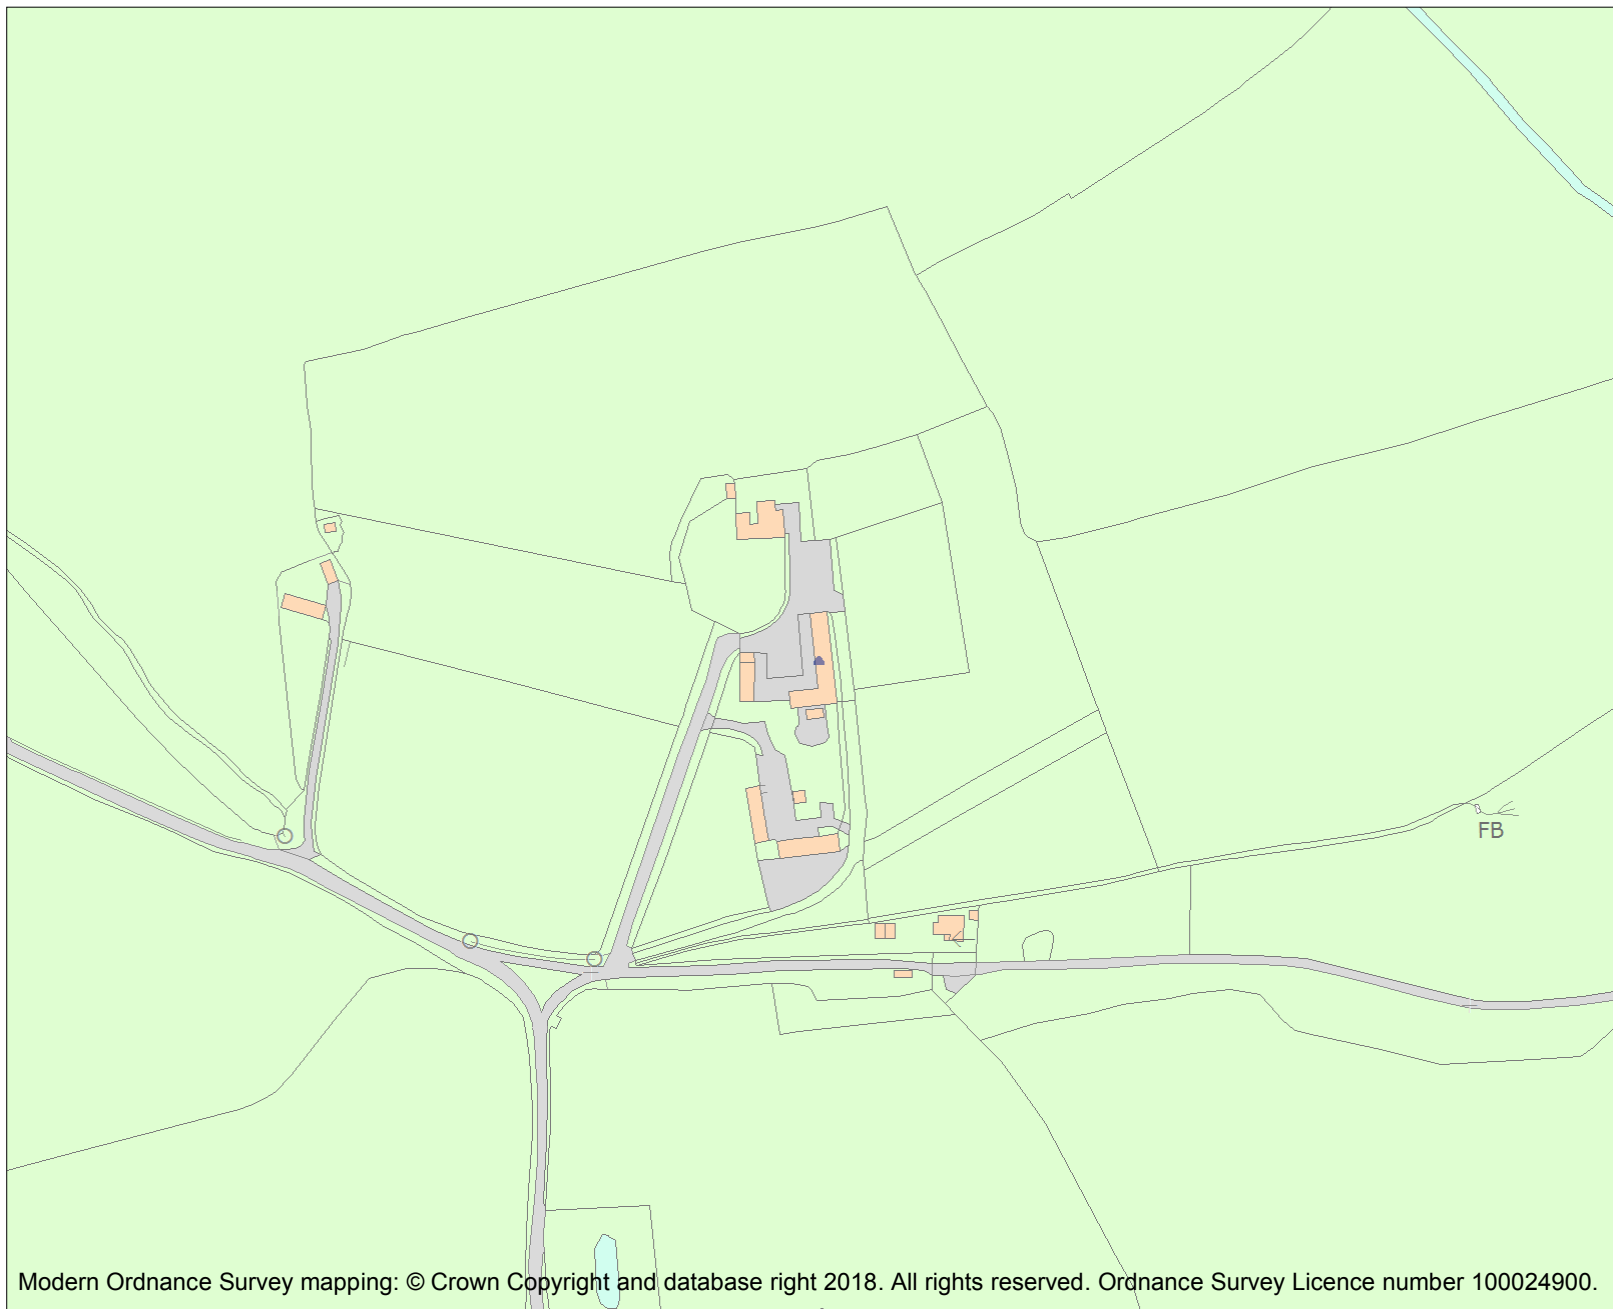 FB
Modern Ordnance Survey mapping: © Crown Copyright and database right 2018. All rights reserved. Ordnance Survey Licence number 100024900.